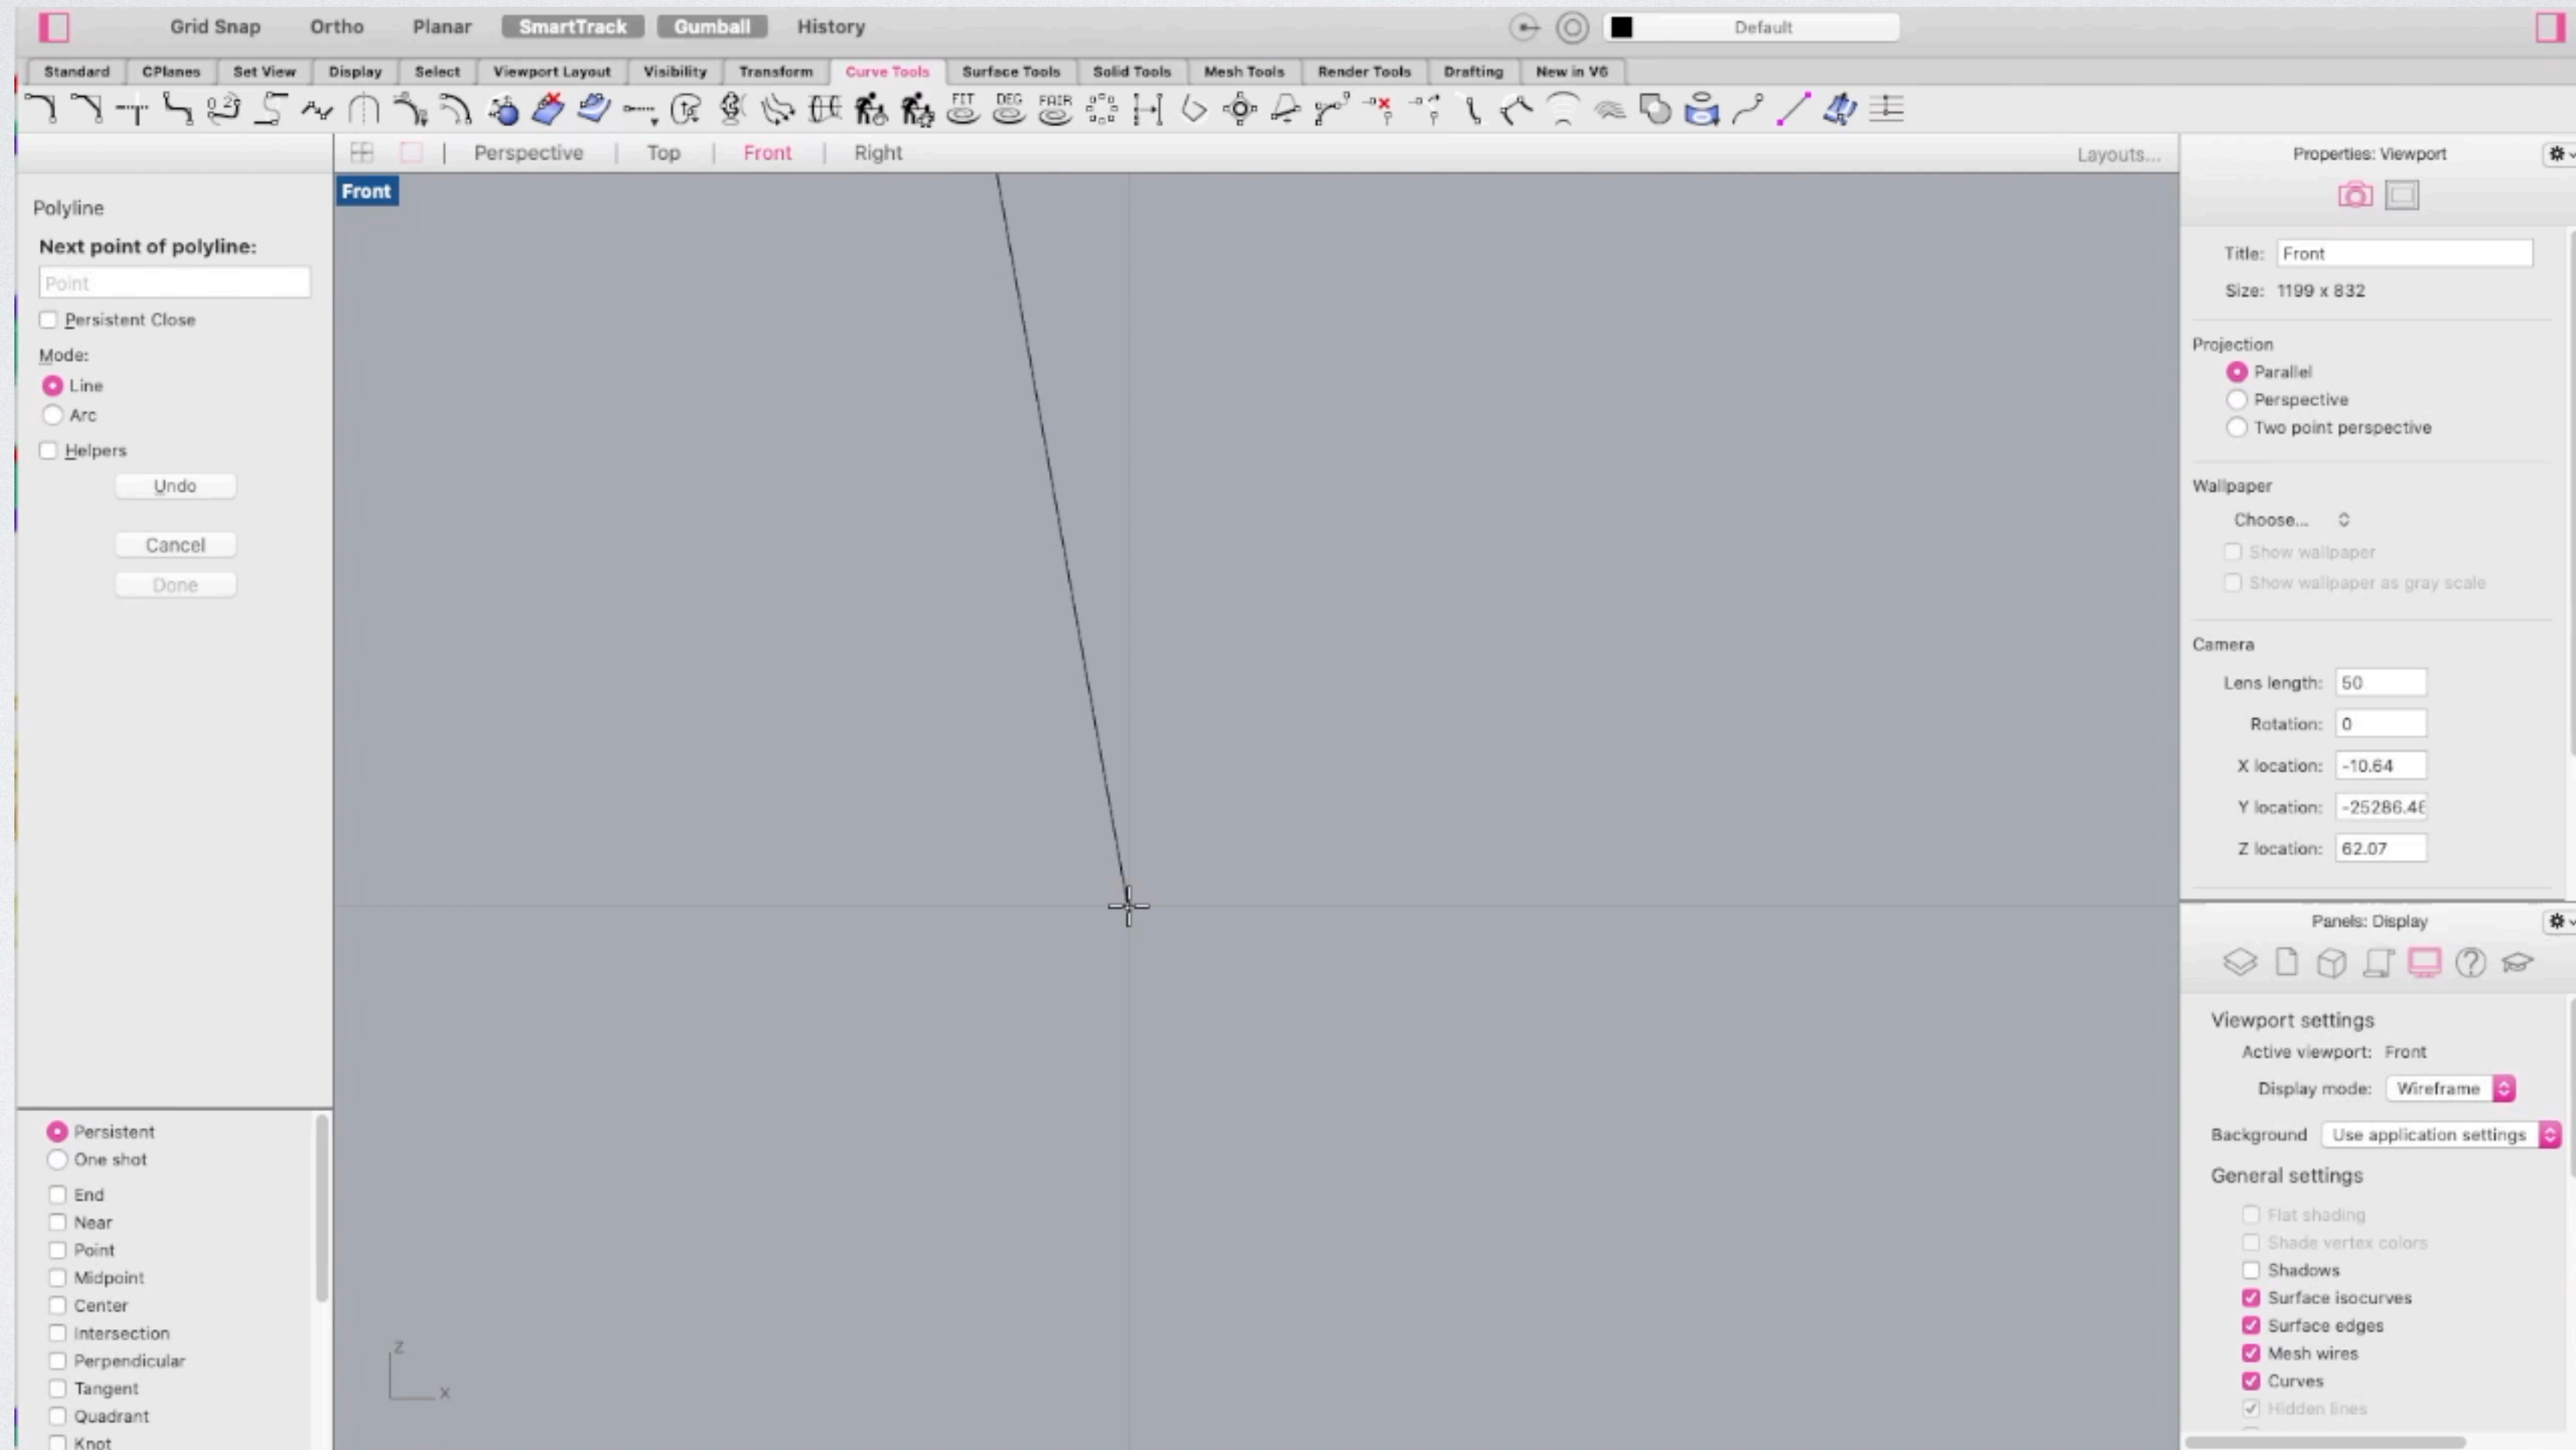 Grid Snap Ortho Planar SmartTrack Gumball History Default
Standard CPlanes Set View Display Select Viewport Layout Visibility Transform Curve Tools Surface Tools Solid Tools Mesh Tools Render Tools Drafting New in V6
FIT DEG FAIR
Perspective | Top | Front | Right Layouts...
Front
Polyline
Next point of polyline:
Point
Persistent Close
Mode:
Line
Arc
Helpers
Undo
Cancel
Done
Persistent
One shot
End
Near
Point
Midpoint
Center
Intersection
Perpendicular
Tangent
Quadrant
Knot
z
x
Properties: Viewport
Title: Front
Size: 1199 x 832
Projection
Parallel
Perspective
Two point perspective
Wallpaper
Choose...
Show wallpaper
Show wallpaper as gray scale
Camera
Lens length: 50
Rotation: 0
X location: -10.64
Y location: -25286.4
Z location: 62.07
Panels: Display
Viewport settings
Active viewport: Front
Display mode: Wireframe
Background Use application settings
General settings
Flat shading
Shade vertex colors
Shadows
Surface isocurves
Surface edges
Mesh wires
Curves
Hidden lines